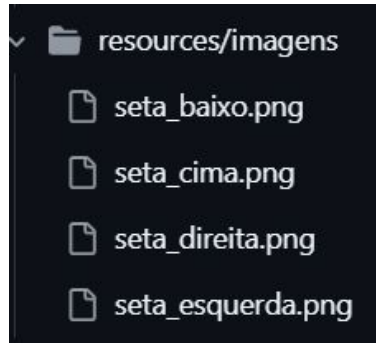 resources/imagens
seta_baixo.png
seta_cima.png
seta_direita.png
seta_esquerda.png